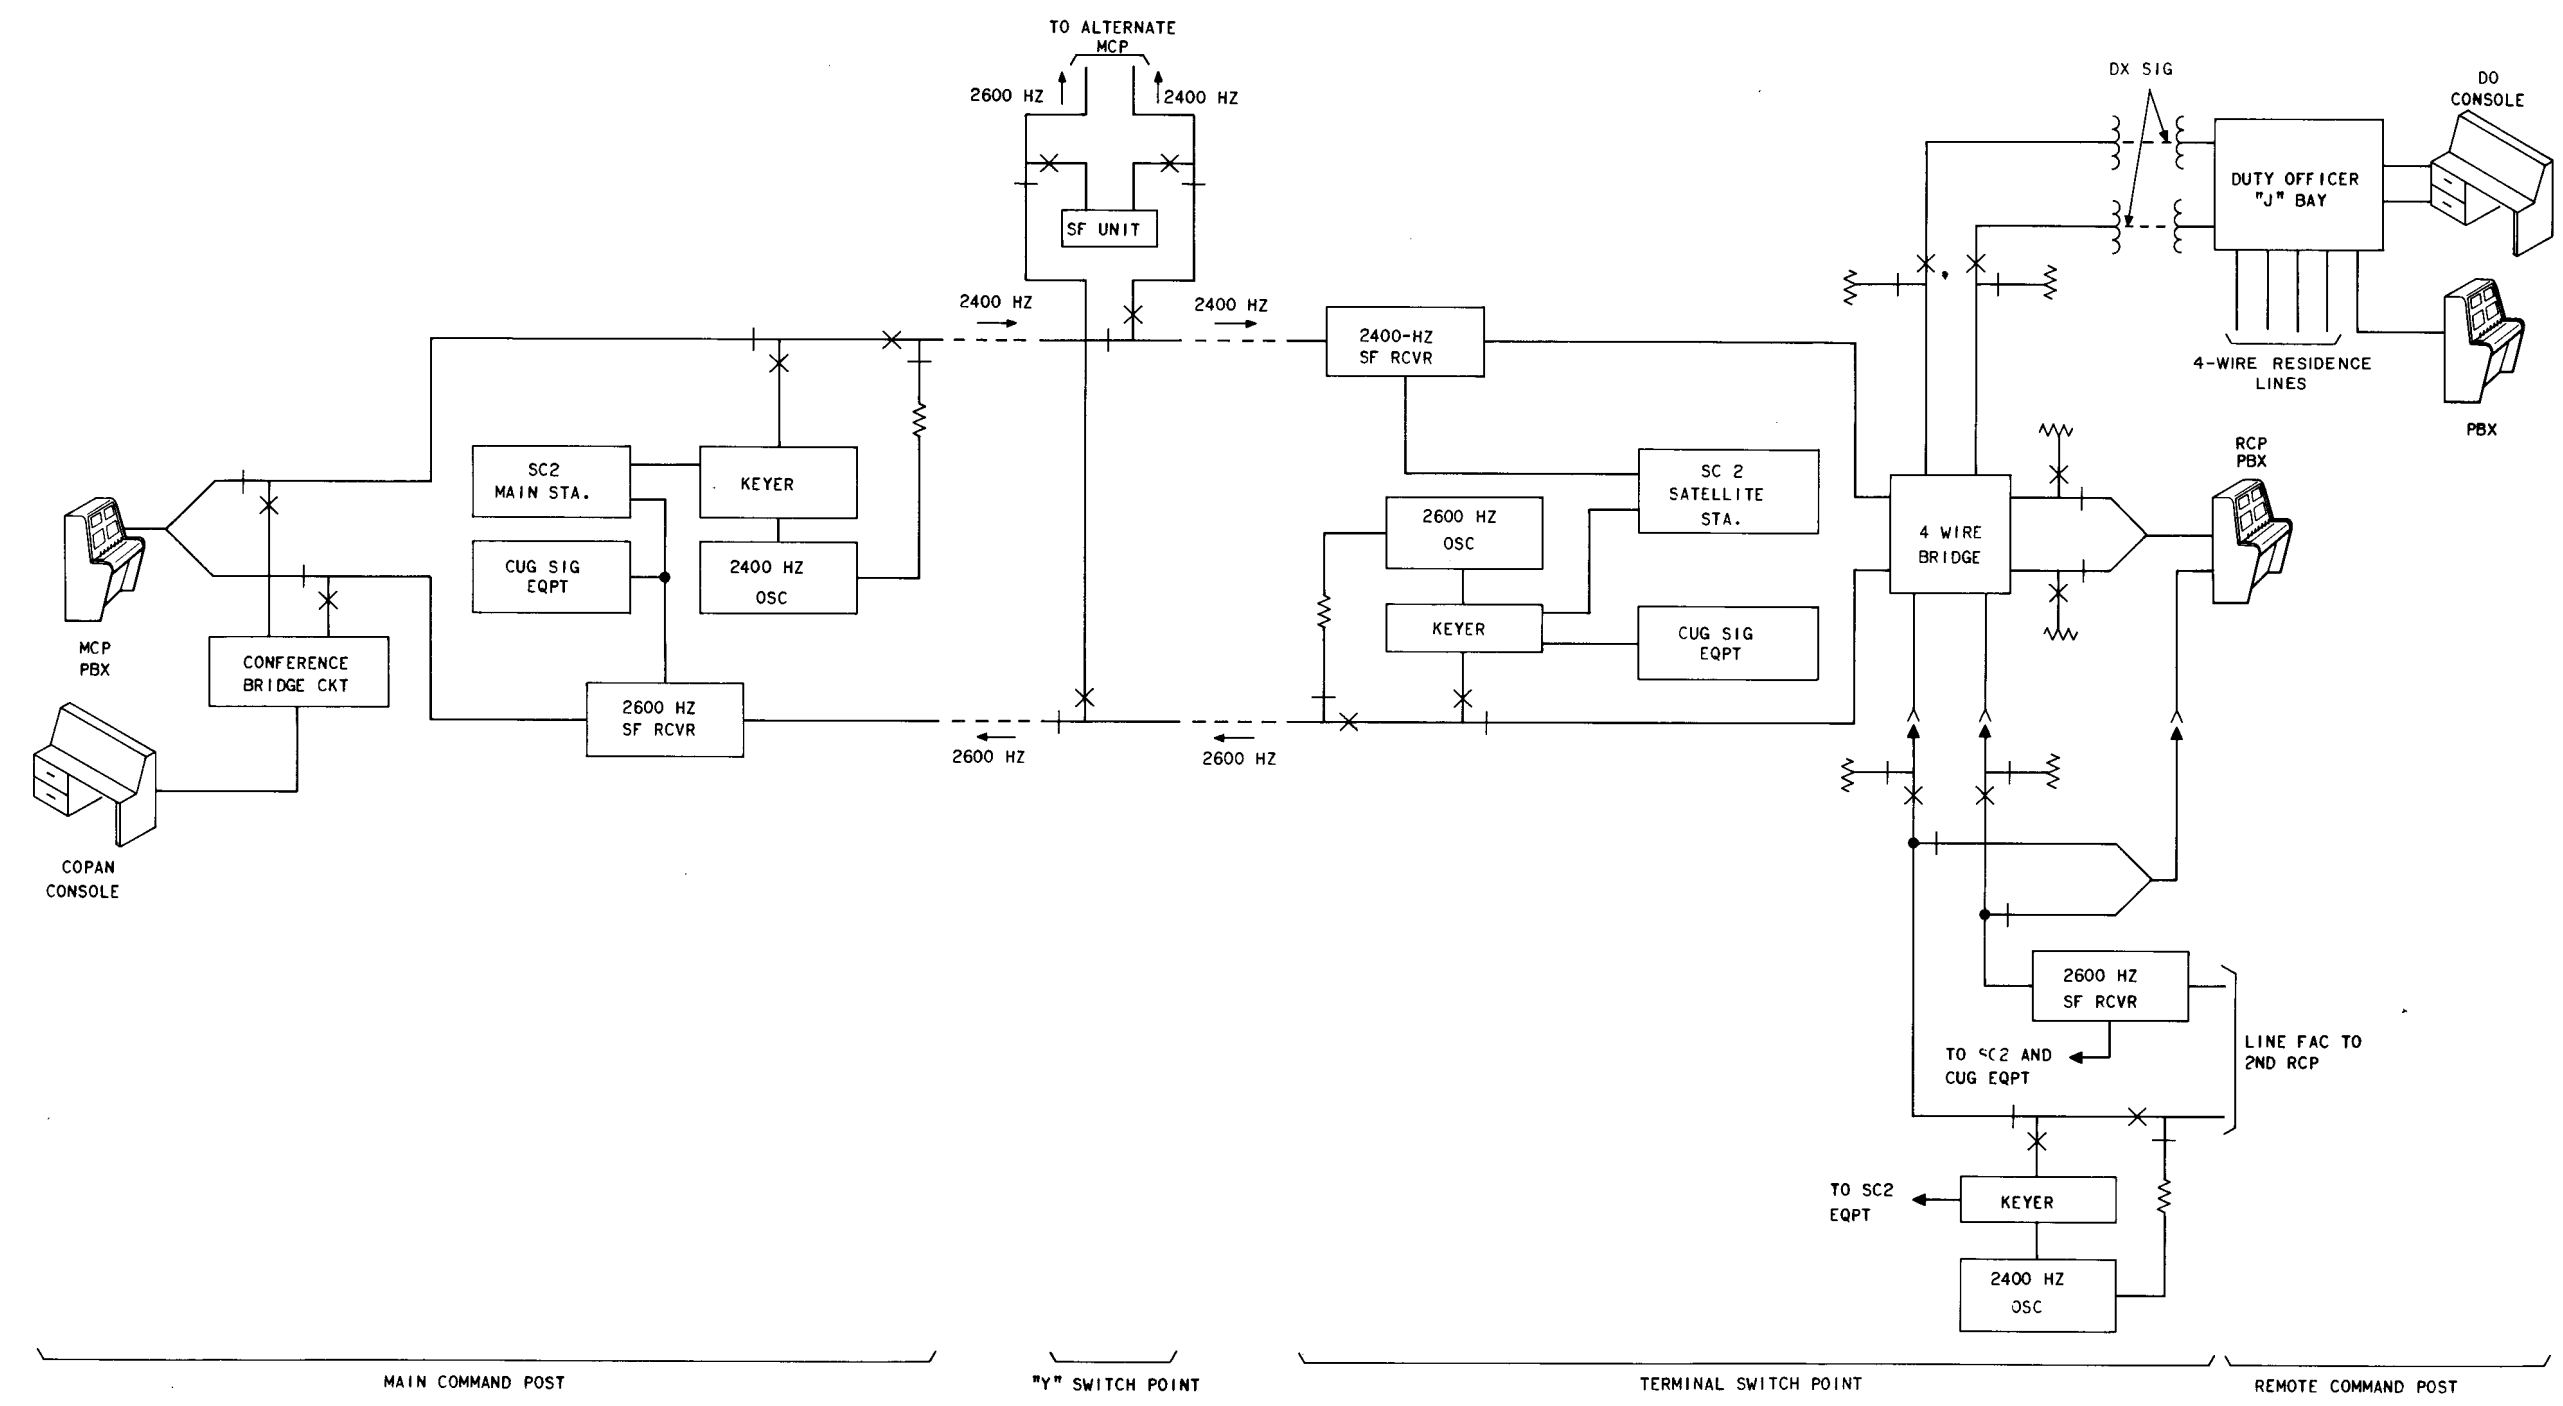 TO ALTERNATE
MCP
2600 HZ
2400 HZ
SF UNIT
2400 HZ
2400 HZ
DX SIG
DO
CONSOLE
DUTY OFFICER
"J" BAY
4-WIRE RESIDENCE
LINES
PBX
2400-HZ
SF RCVR
SC2
MAIN STA.
KEYER
CUG SIG
EQPT
2400 HZ
OSC
MCP
PBX
CONFERENCE
BRIDGE CKT
2600 HZ
SF RCVR
COPAN
CONSOLE
2600 HZ
2600 HZ
2600 HZ
OSC
KEYER
SC 2
SATELLITE
STA.
CUG SIG
EQPT
4 WIRE
BRIDGE
RCP
PBX
2600 HZ
SF RCVR
TO SC2 AND
CUG EQPT
LINE FAC TO
2ND RCP
TO SC2
EQPT
KEYER
2400 HZ
OSC
MAIN COMMAND POST
"Y" SWITCH POINT
TERMINAL SWITCH POINT
REMOTE COMMAND POST